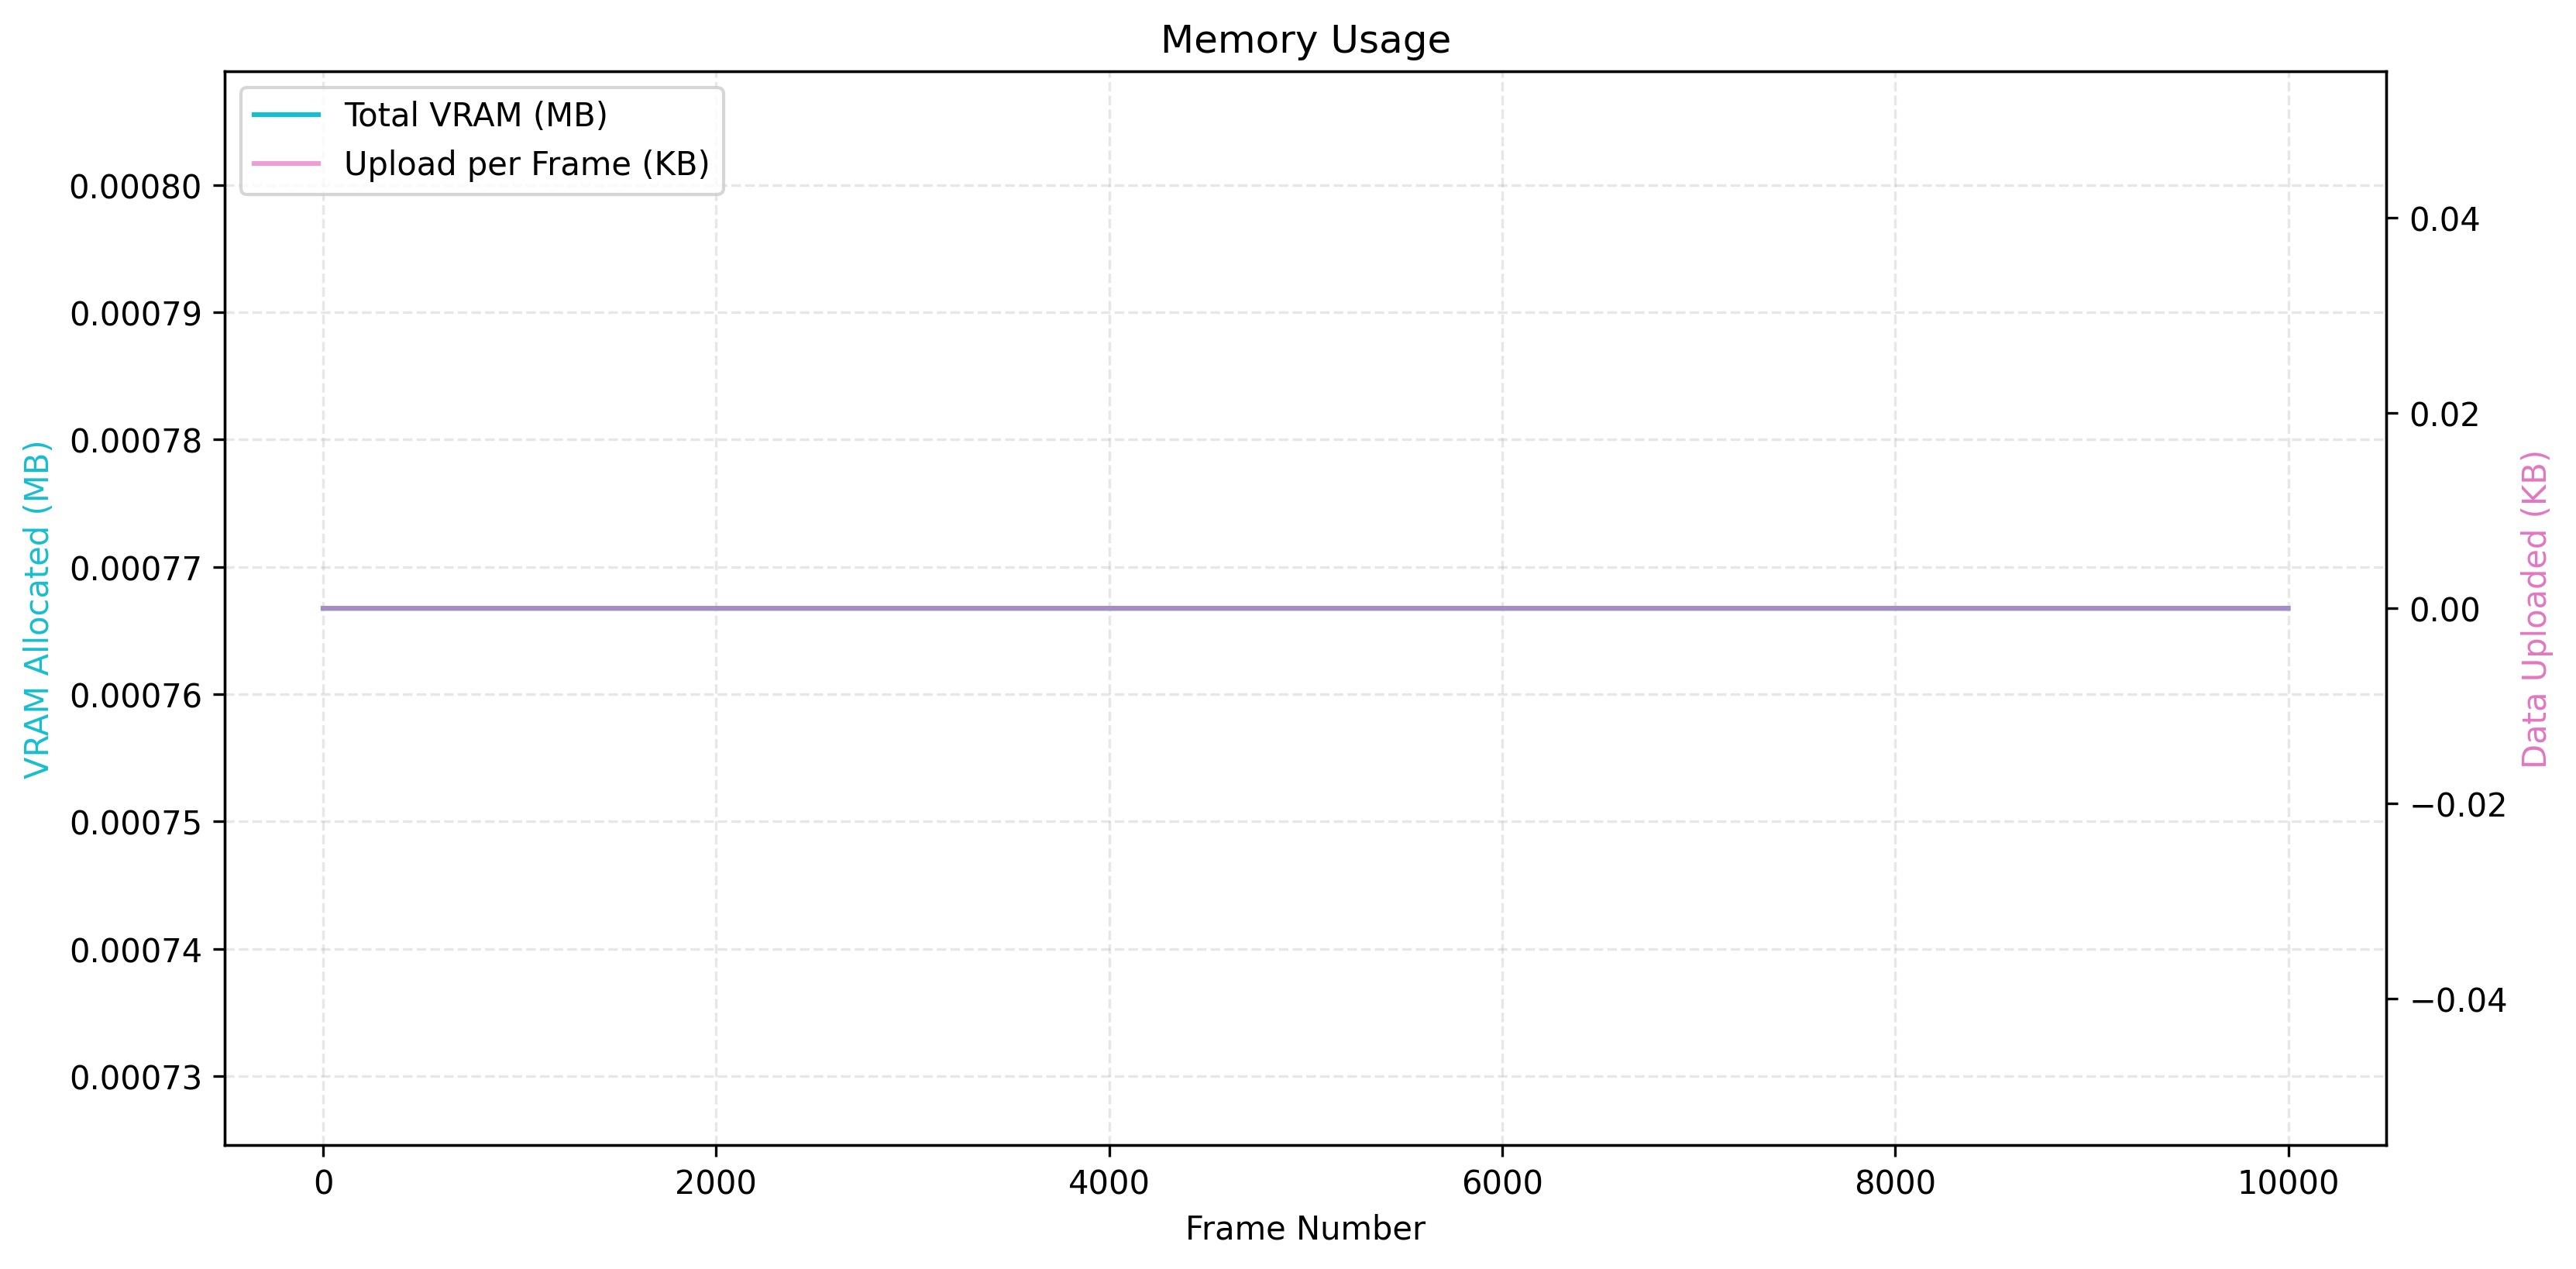 Memory Usage
Total VRAM (MB)
Upload per Frame (KB)
VRAM Allocated (MB)
0.00080
0.00079
0.00078
0.00077
0.00076
0.00075
0.00074
0.00073
0.04
0.02
0.00
−0.02
−0.04
Data Uploaded (KB)
0 2000 4000 6000 8000 10000
Frame Number